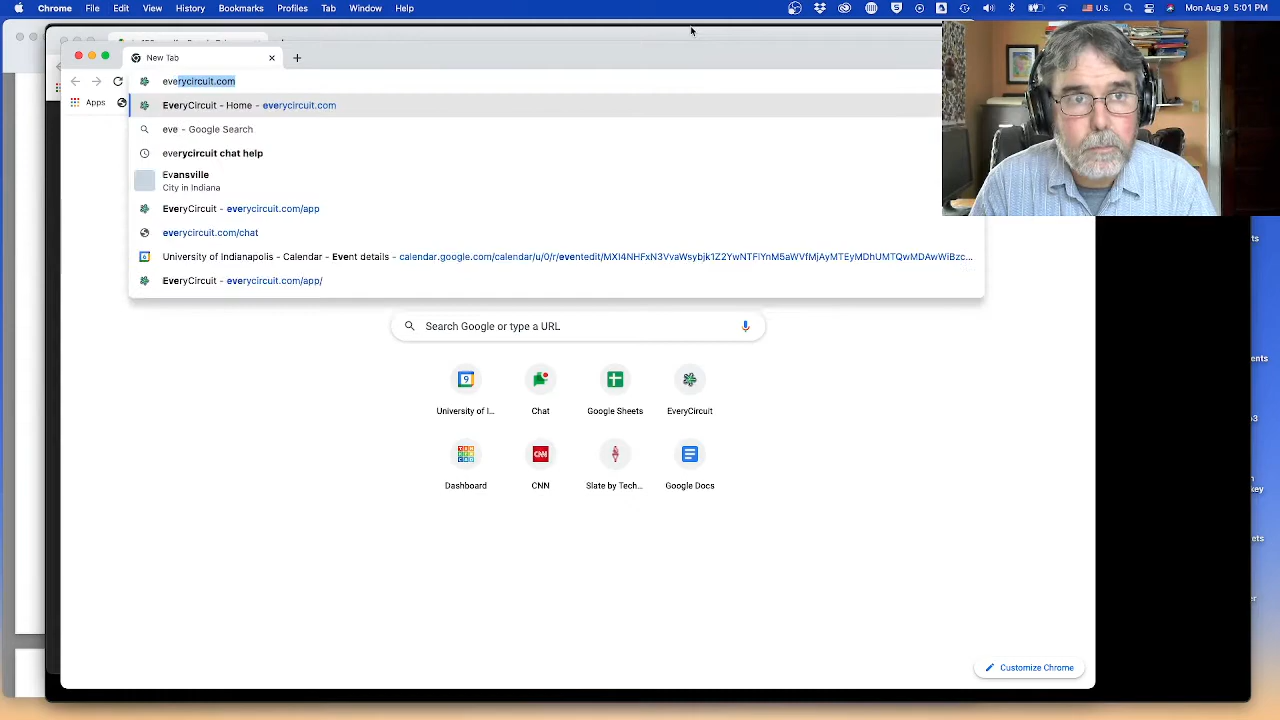 Chrome File Edit View History Bookmarks Profiles Tab Window Help U.S. Mon Aug 9 5:01 PM
New Tab
everycircuit.com
Apps
EveryCircuit - Home - everycircuit.com
eve - Google Search
everycircuit chat help
Evansville
City in Indiana
EveryCircuit - everycircuit.com/app
everycircuit.com/chat
University of Indianapolis - Calendar - Event details - calendar.google.com/calendar/u/0/r/eventedit/
EveryCircuit - everycircuit.com/app/
Search Google or type a URL
9
University of I... Chat Google Sheets EveryCircuit
CNN
Dashboard CNN Slate by Tech... Google Docs
Customize Chrome